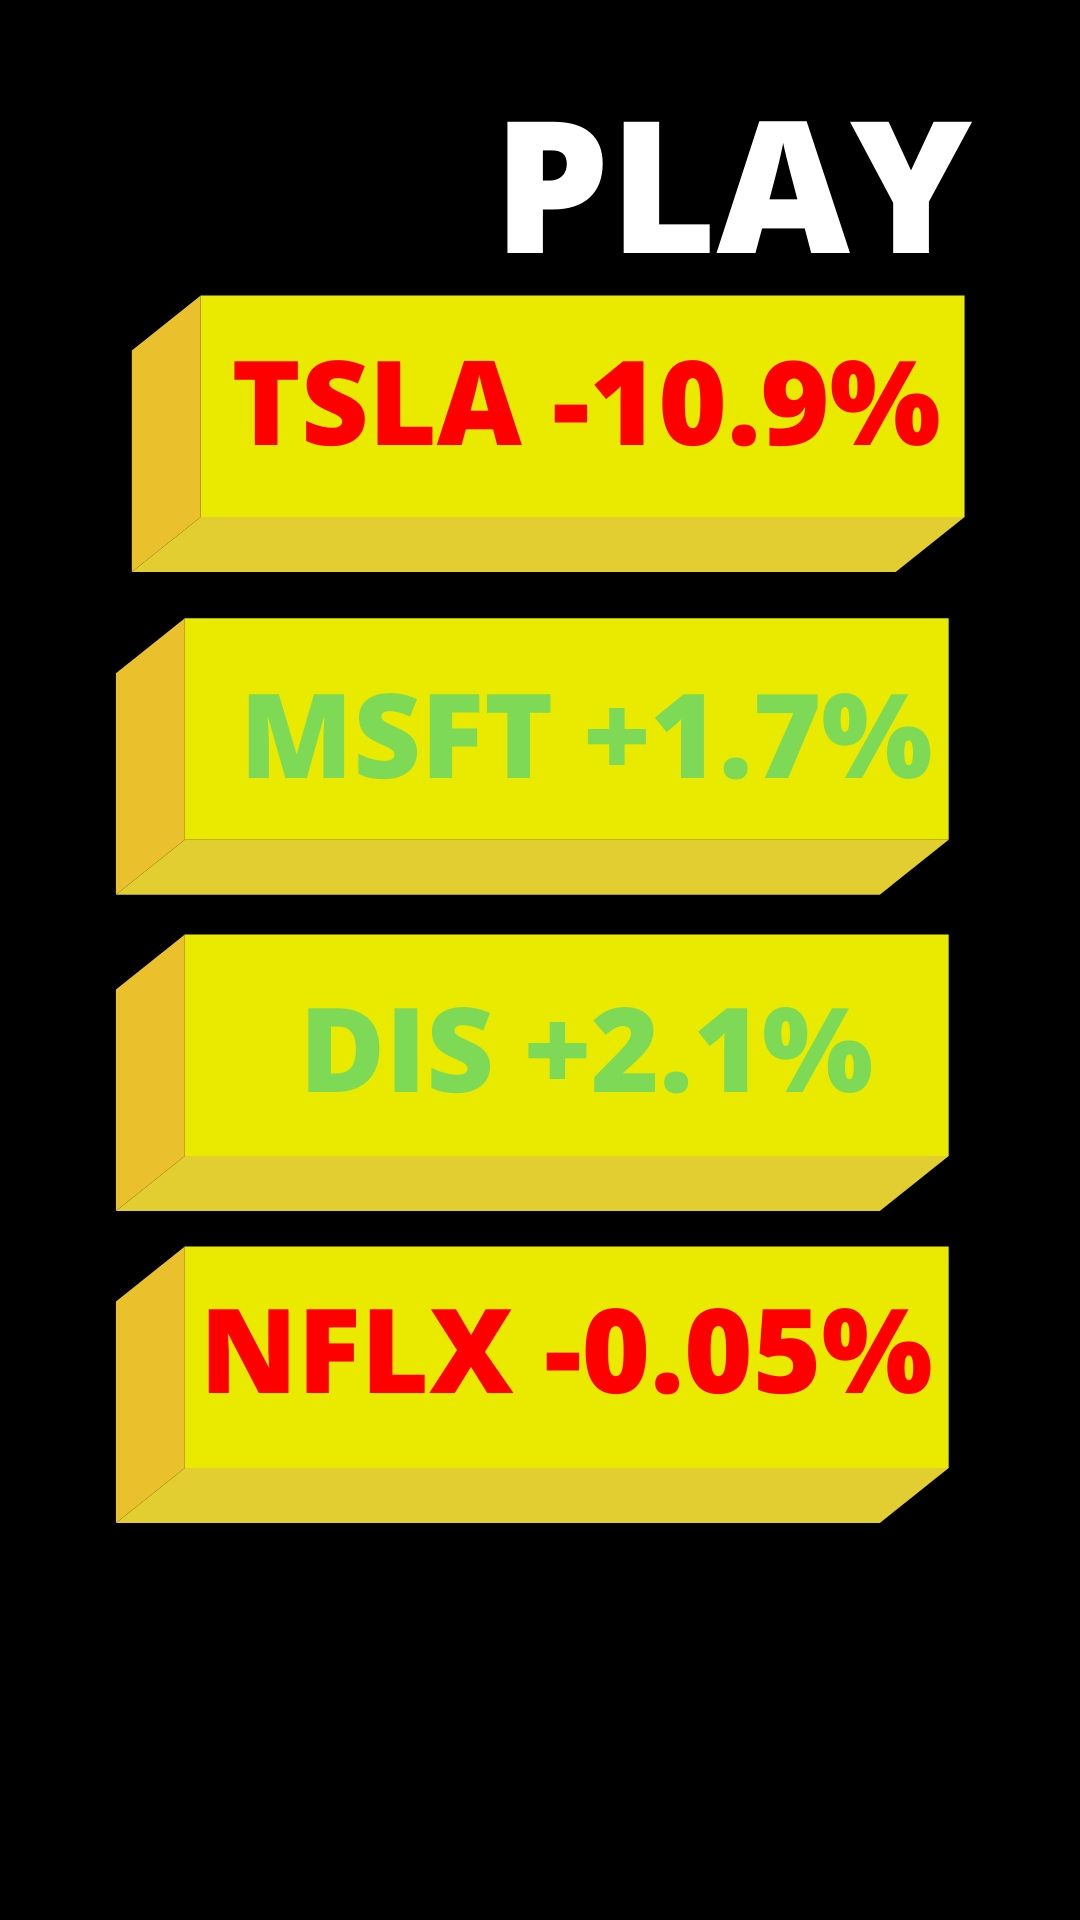 PLAY
TSLA -10.9%
MSFT +1.7%
DIS +2.1%
NFLX -0.05%